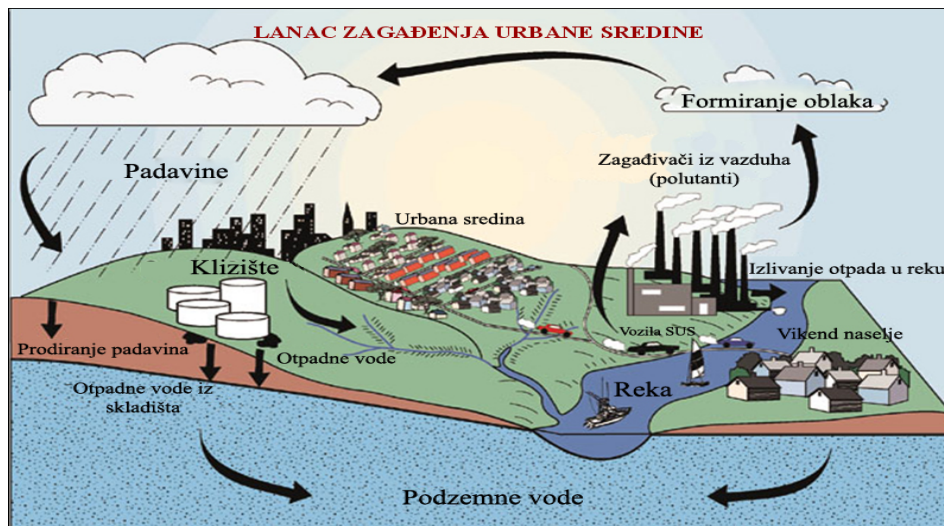 LANAC ZAGAĐENJA URBANE SREDINE
Formiranje oblaka
Padavine
Zagađivači iz vazduha
(polutanti)
Urbana sredina
Klizište
Izlivanje otpada u reku
Vozila SUS
Vikend naselje
Prodiranje padavina
Otpadne vode
Otpadne vode iz
skladišta
Reka
Podzemne vode